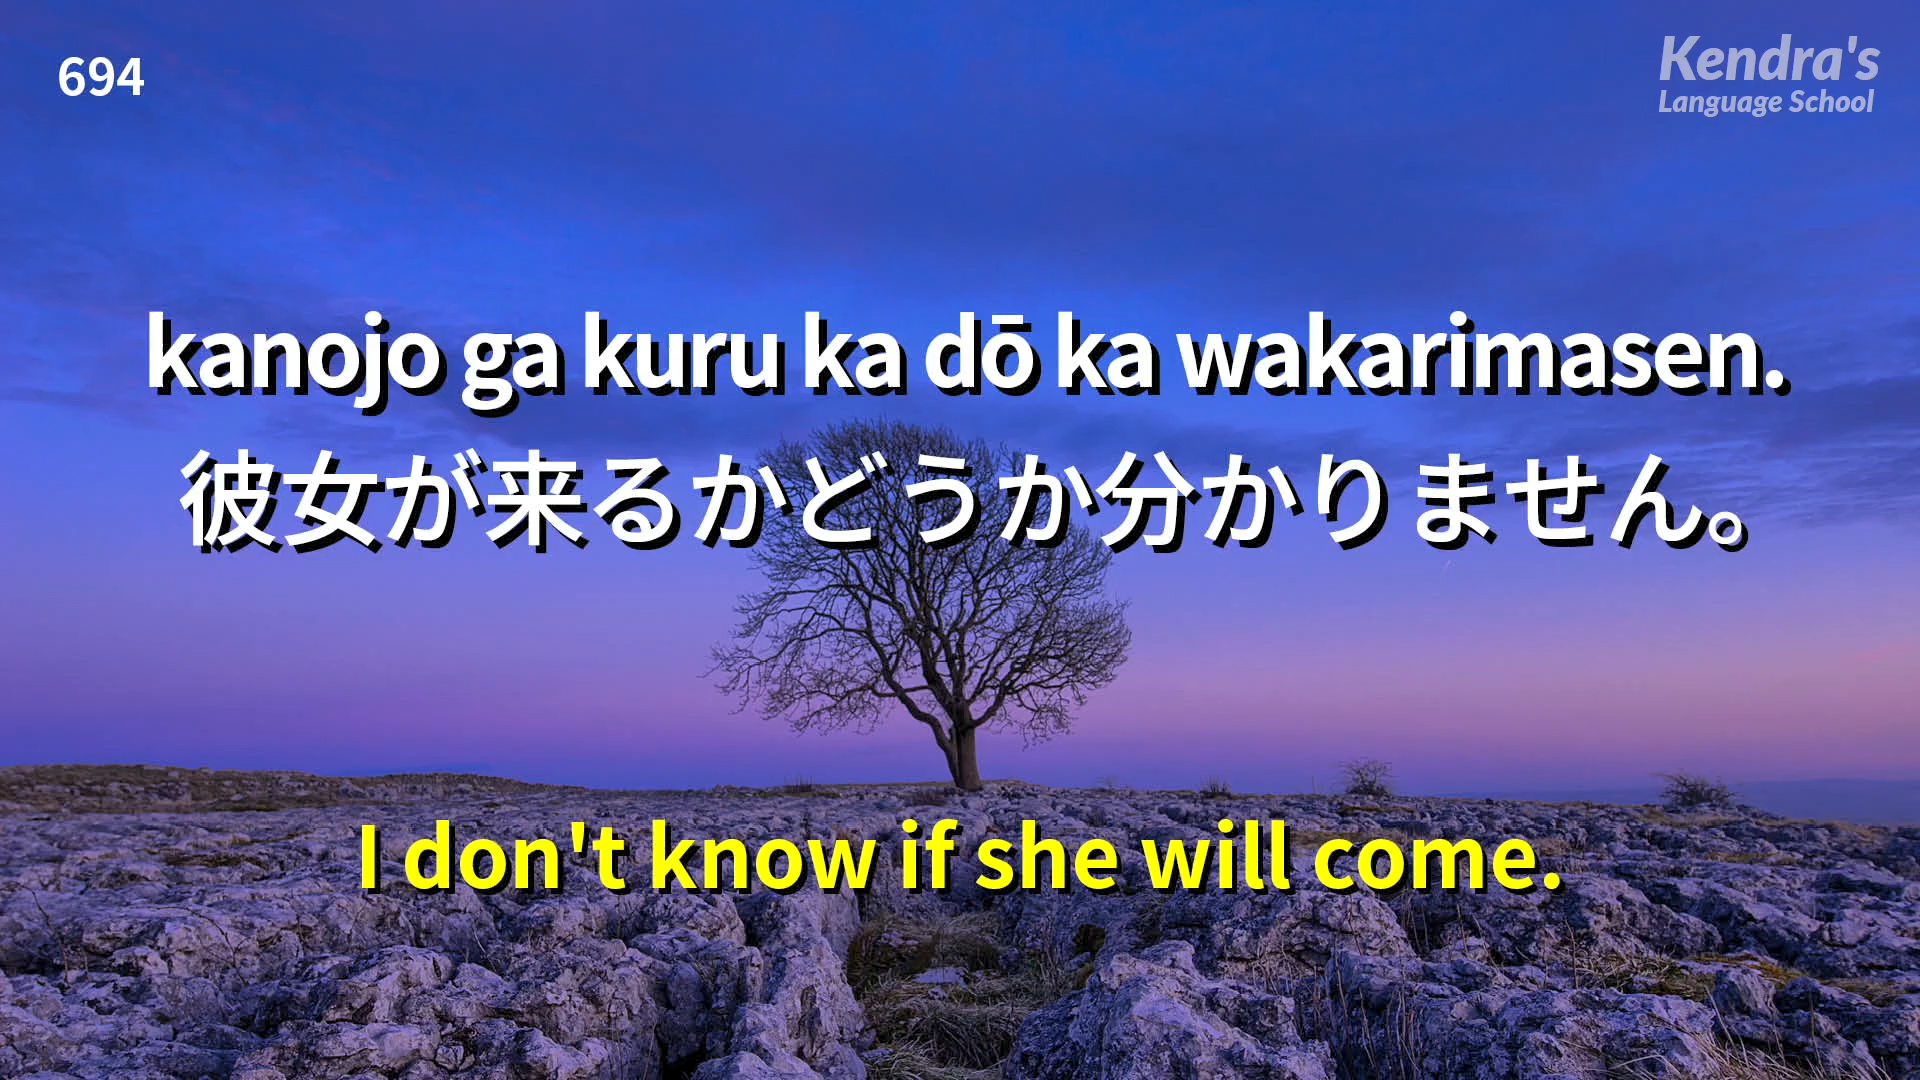 694
Kendra's
Language School
kanojo ga kuru ka dō ka wakarimasen.
彼女が来るかどうか分かりません。
I don't know if she will come.